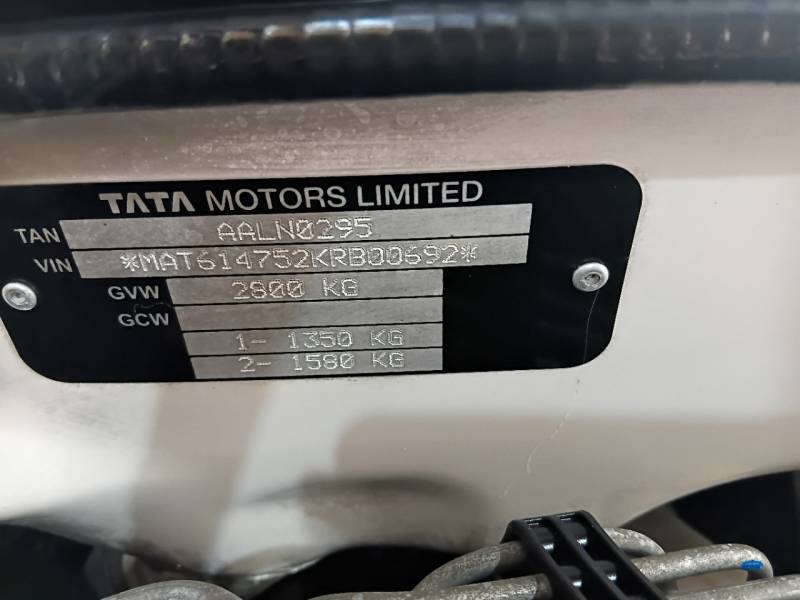 TATA MOTORS LIMITED
TAN AALN0295
VIN *MAT614752KRB00692*
GVW 2800 KG
GCW
1- 1350 KG
2- 1580 KG